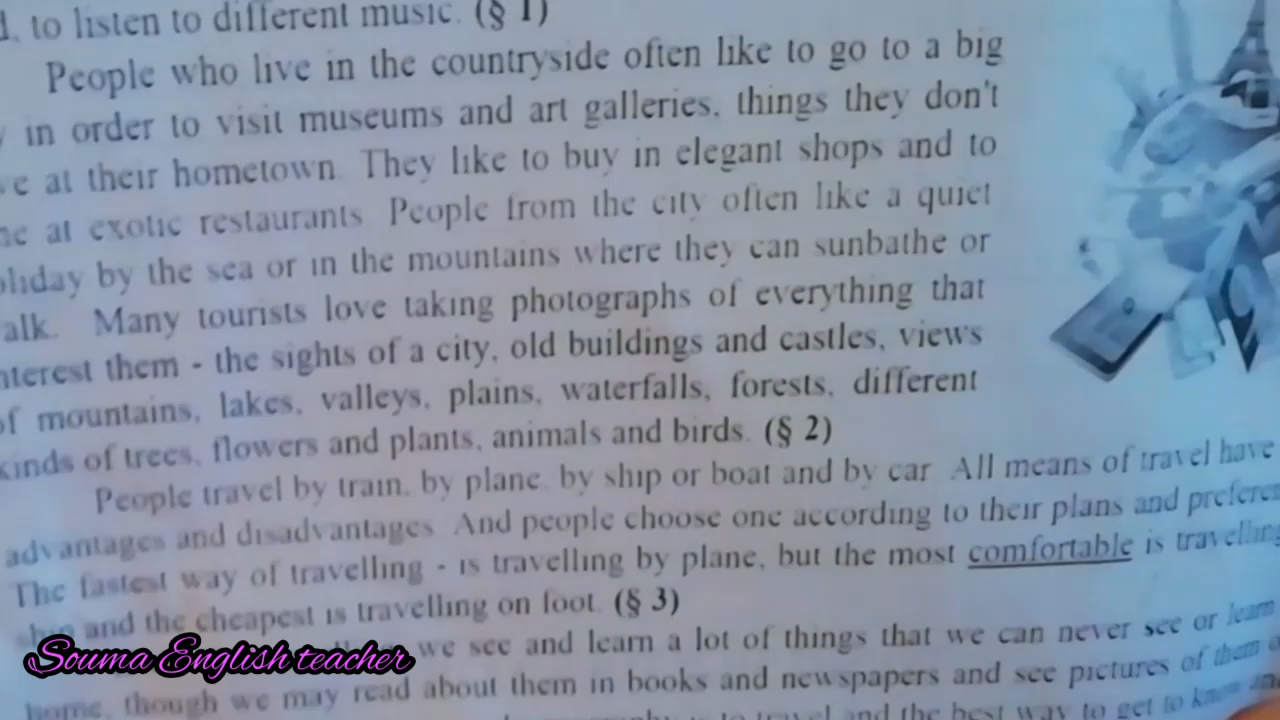 to listen to different music. (§ 1)
People who live in the countryside often like to go to a big
in order to visit museums and art galleries, things they don't
at their hometown. They like to buy in elegant shops and to
at exotic restaurants. People from the city often like a quiet
by the sea or in the mountains where they can sunbathe or
Many tourists love taking photographs of everything that
them - the sights of a city, old buildings and castles, views
of mountains, lakes, valleys, plains, waterfalls, forests, different
kinds of trees, flowers and plants, animals and birds. (§ 2)
People travel by train, by plane, by ship or boat and by car. All means of travel have
advantages and disadvantages. And people choose one according to their plans and
The fastest way of travelling - is travelling by plane, but the most comfortable is travelling
and the cheapest is travelling on foot. (§ 3)
we see and learn a lot of things that we can never see or learn
Souma English teacher
home, though we may read about them in books and newspapers and see pictures of them
is to travel and the best way to get to know